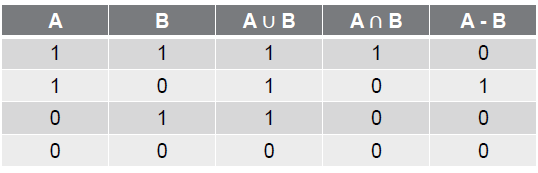 A B A ∪ B A ∩ B A - B
1 1 1 1 0
1 0 1 0 1
0 1 1 0 0
0 0 0 0 0